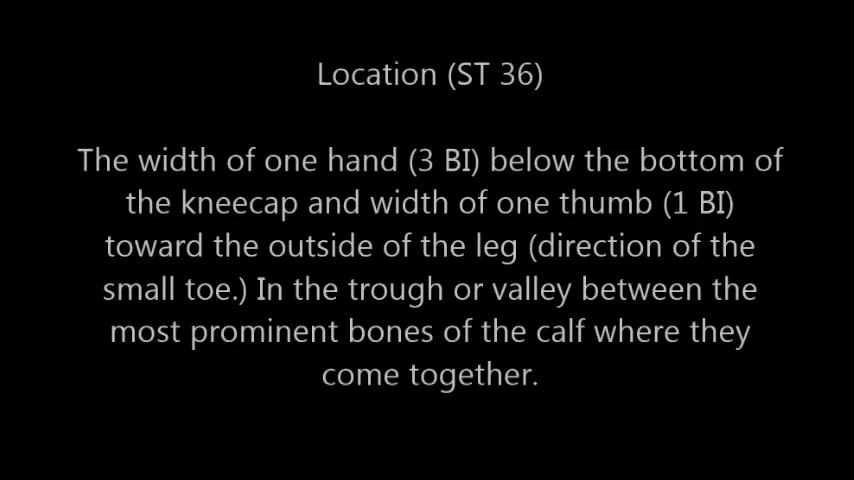 Location (ST 36)
The width of one hand (3 BI) below the bottom of
the kneecap and width of one thumb (1 BI)
toward the outside of the leg (direction of the
small toe.) In the trough or valley between the
most prominent bones of the calf where they
come together.